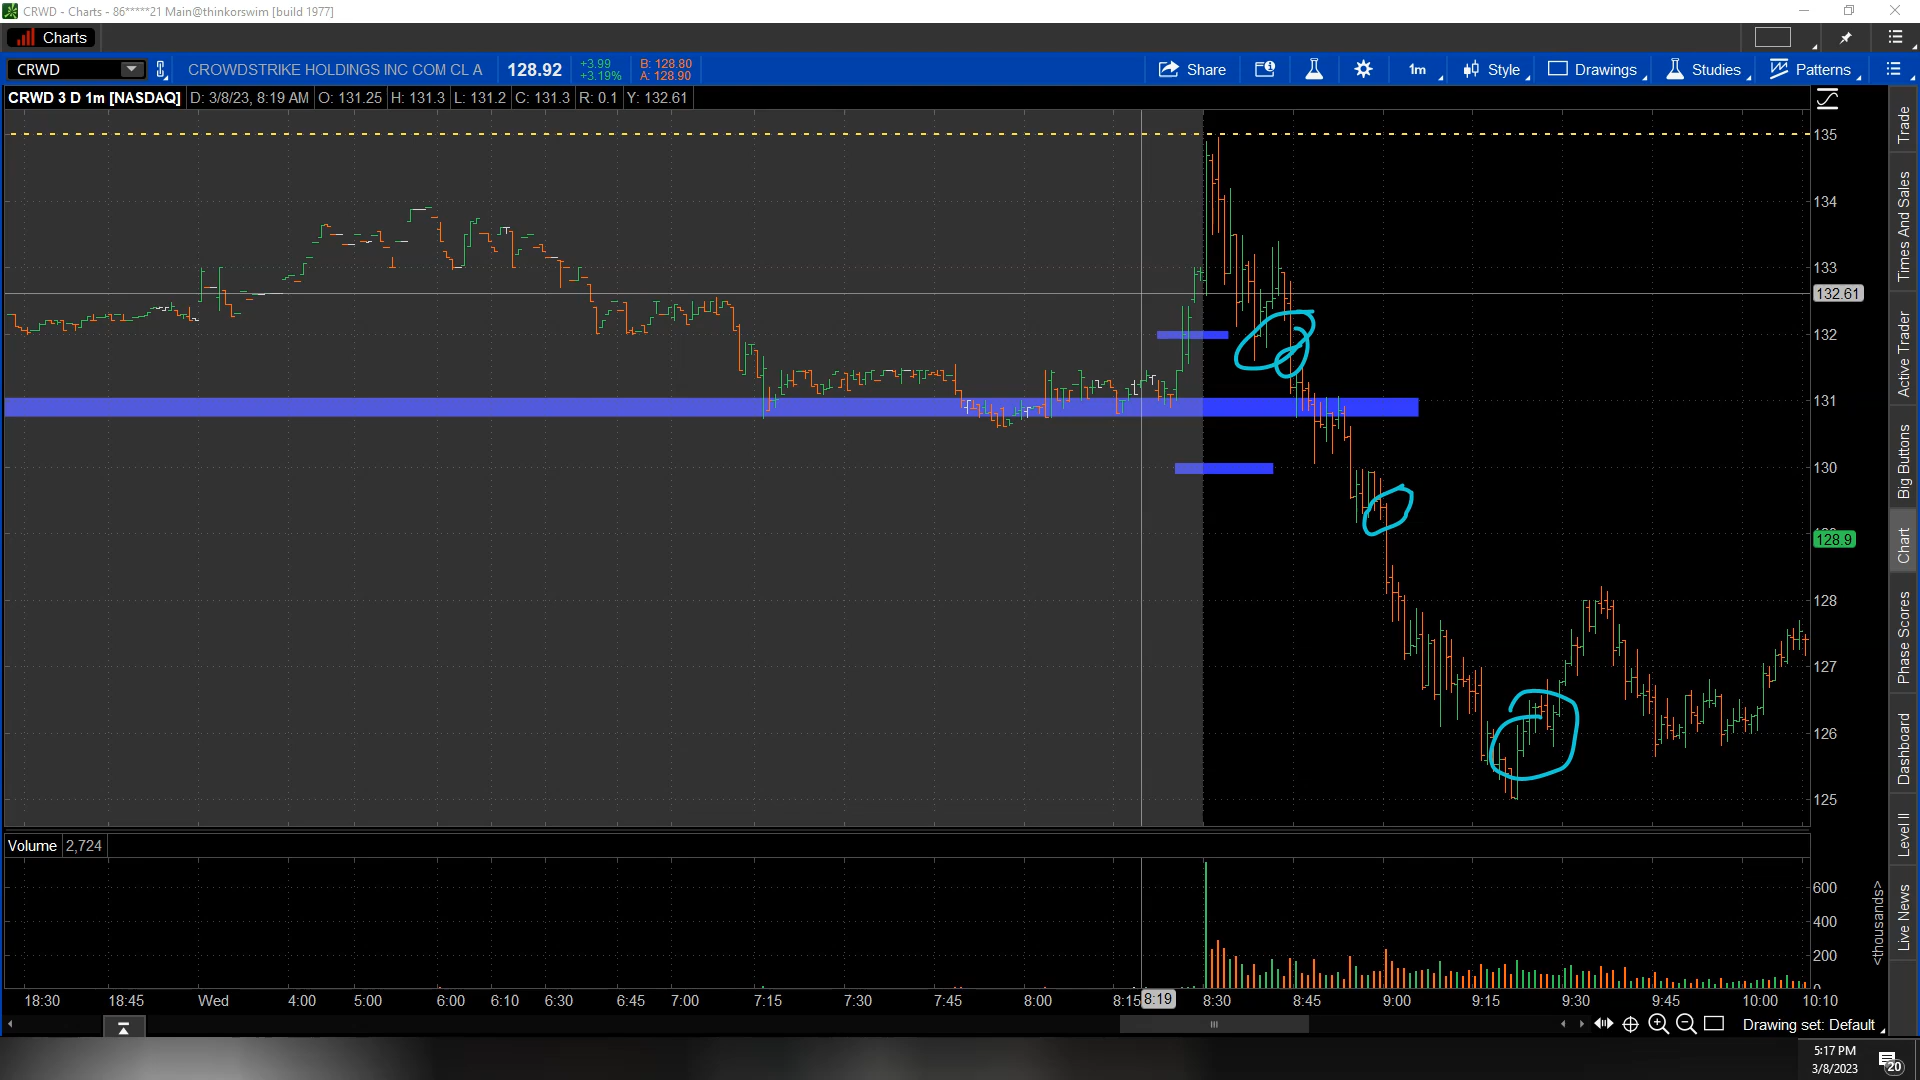 CRWD - Charts - 86*****21 Main@thinkorswim [build 1977]
Charts
CRWD CROWDSTRIKE HOLDINGS INC COM CL A 128.92 +3.99 B: 128.80 Share 1m Style Drawings Studies Patterns
+3.19% A: 128.90
CRWD 3 D 1m [NASDAQ] D: 3/8/23, 8:19 AM O: 131.25 H: 131.3 L: 131.2 C: 131.3 R: 0.1 Y: 132.61
135
134
133
132.61
132
131
130
128.9
128
127
126
125
Volume 2,724
600
400
200
<thousands>
18:30 18:45 Wed 4:00 5:00 6:00 6:10 6:30 6:45 7:00 7:15 7:30 7:45 8:00 8:15 8:19 8:30 8:45 9:00 9:15 9:30 9:45 10:00 10:10
Drawing set: Default
Trade
Times And Sales
Active Trader
Big Buttons
Chart
Phase Scores
Dashboard
Level II
Live News
5:17 PM
3/8/2023
20